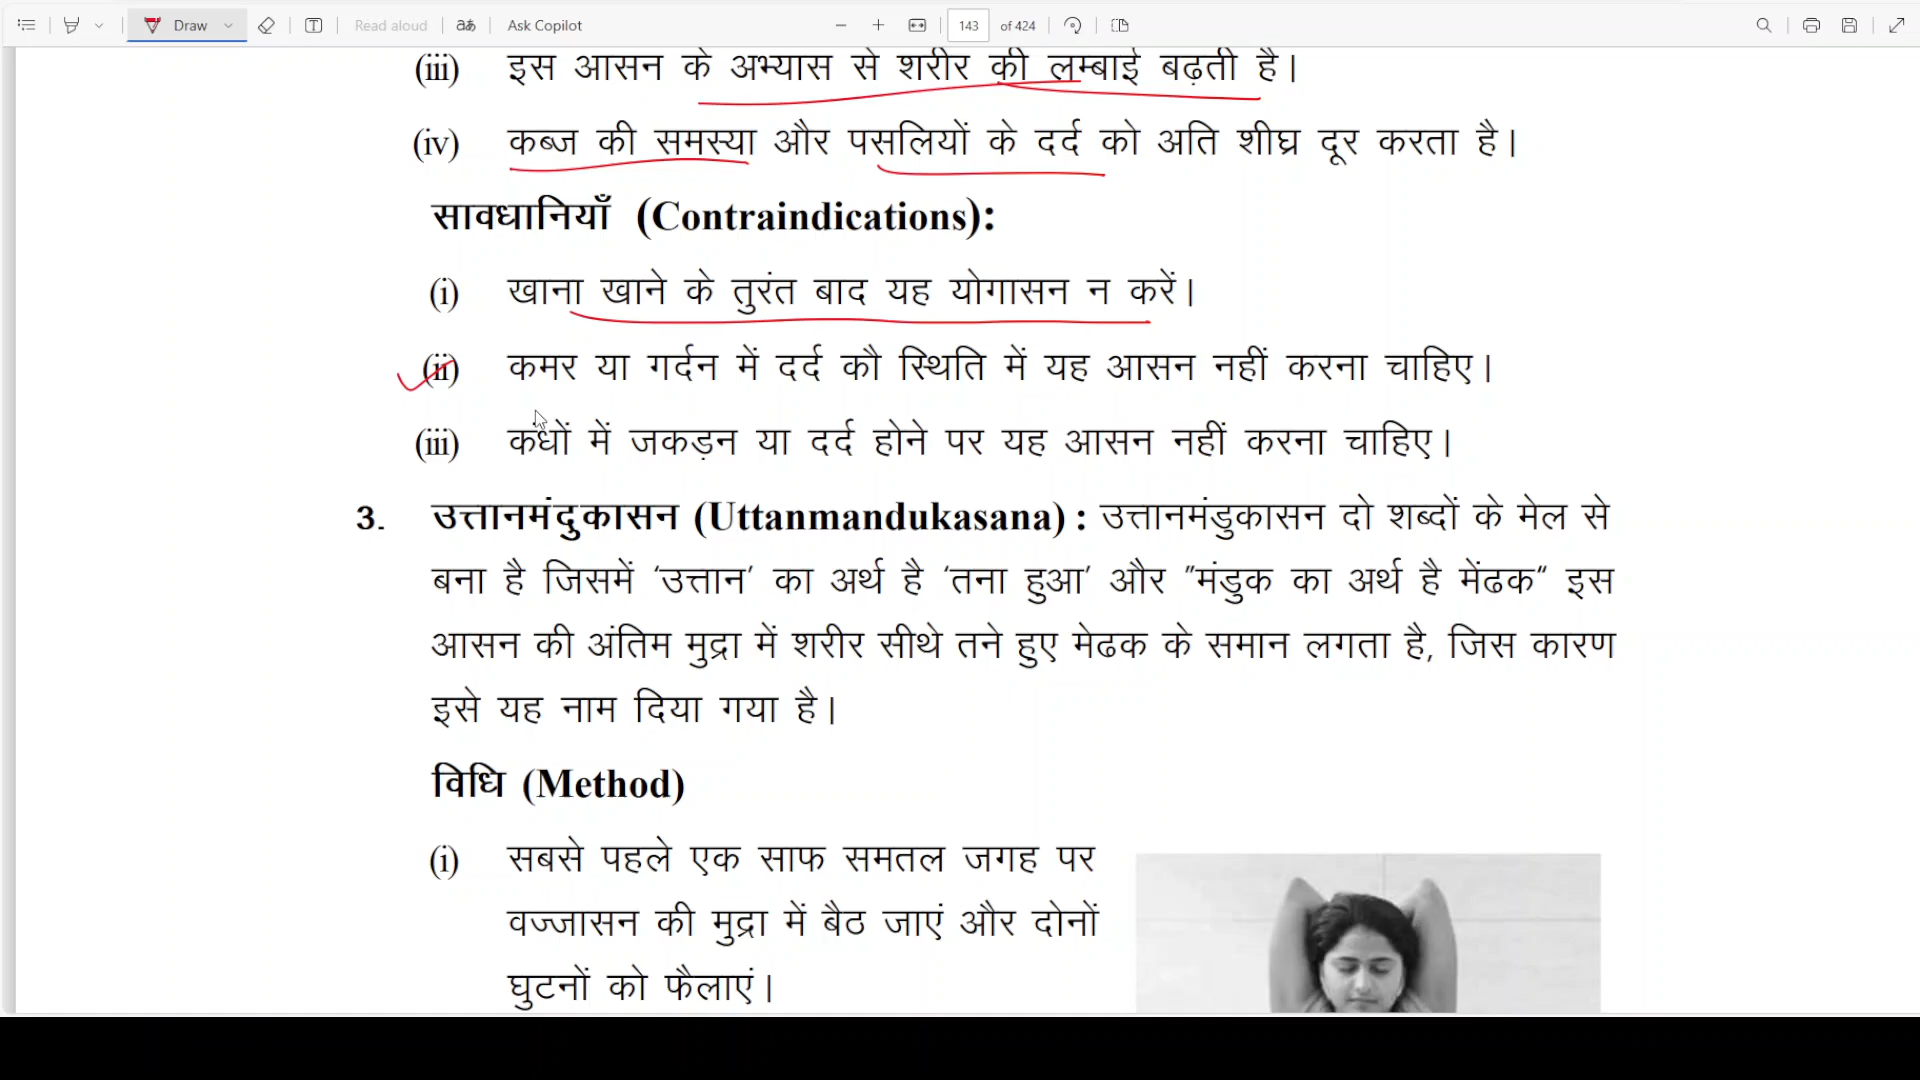 Draw
Read aloud
Ask Copilot
143
of 424
(iii) इस आसन के अभ्यास से शरीर की लम्बाई बढ़ती है।
(iv) कब्ज की समस्या और पसलियों के दर्द को अति शीघ्र दूर करता है।
सावधानियाँ (Contraindications):
(i) खाना खाने के तुरंत बाद यह योगासन न करें।
(ii) कमर या गर्दन में दर्द कौ स्थिति में यह आसन नहीं करना चाहिए।
(iii) कधों में जकड़न या दर्द होने पर यह आसन नहीं करना चाहिए।
3. उत्तानमंदुकासन (Uttanmandukasana) : उत्तानमंडुकासन दो शब्दों के मेल से
बना है जिसमें ‘उत्तान’ का अर्थ है ‘तना हुआ’ और ”मंडुक का अर्थ है मेंढक“ इस
आसन की अंतिम मुद्रा में शरीर सीथे तने हुए मेढक के समान लगता है, जिस कारण
इसे यह नाम दिया गया है।
विधि (Method)
(i) सबसे पहले एक साफ समतल जगह पर
वज्जासन की मुद्रा में बैठ जाएं और दोनों
घुटनों को फैलाएं।